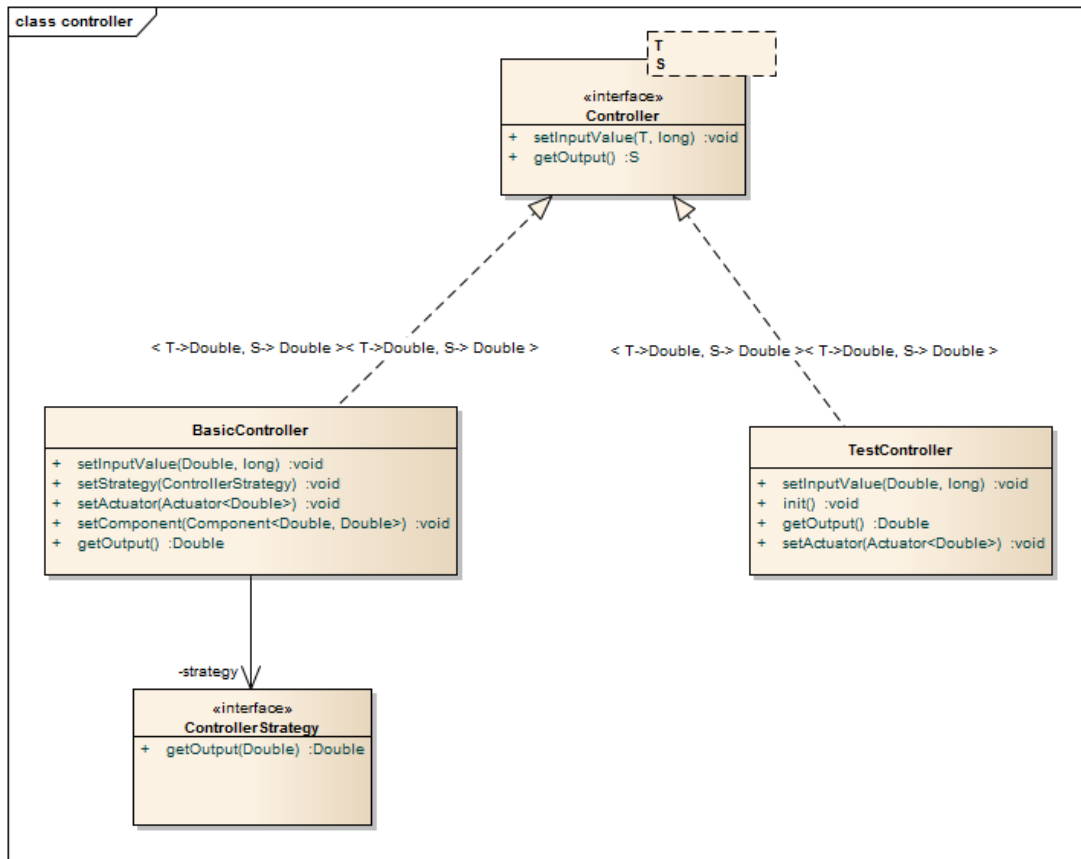 class controller
T
S
«interface»
Controller
+ setInputValue(T, long) :void
+ getOutput() :S
< T->Double, S-> Double >< T->Double, S-> Double >
< T->Double, S-> Double >< T->Double, S-> Double >
BasicController
+ setInputValue(Double, long) :void
+ setStrategy(ControllerStrategy) :void
+ setActuator(Actuator<Double>) :void
+ setComponent(Component<Double, Double>) :void
+ getOutput() :Double
TestController
+ setInputValue(Double, long) :void
+ init() :void
+ getOutput() :Double
+ setActuator(Actuator<Double>) :void
-strategy
«interface»
ControllerStrategy
+ getOutput(Double) :Double